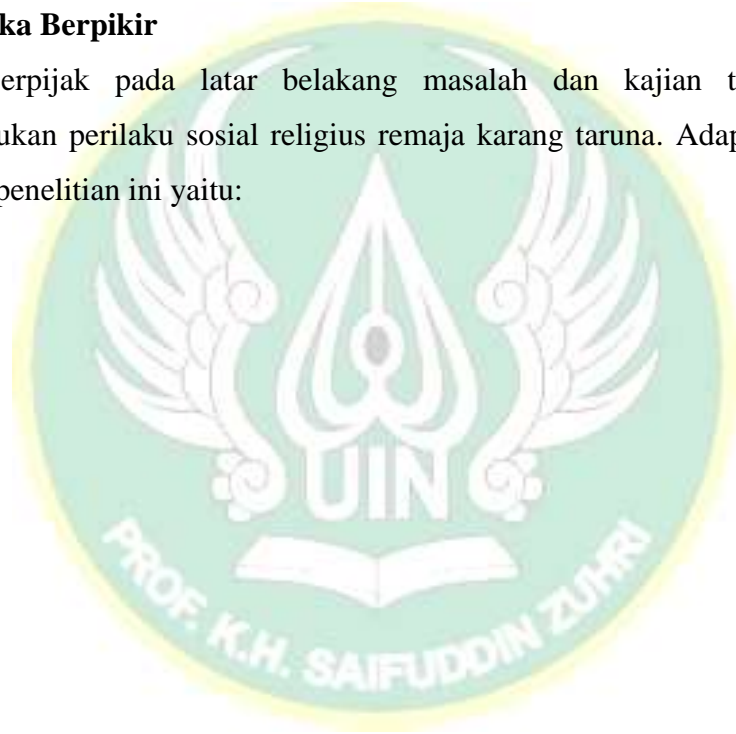 ka Berpikir
erpijak pada latar belakang masalah dan kajian t
ukan perilaku sosial religius remaja karang taruna. Adap
penelitian ini yaitu:
UIN
PROF. K.H. SAIFUDDIN ZUHRI